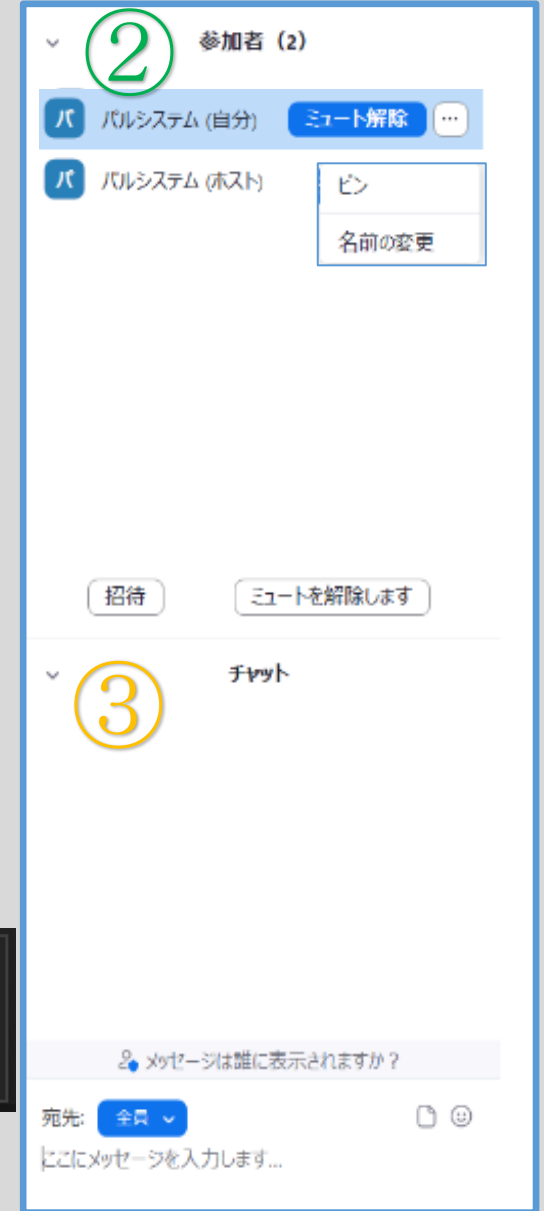 ② 参加者（2）
パ パルシステム (自分) ミュート解除 ...
パ パルシステム (ホスト)
ピン
名前の変更
招待 ミュートを解除します
③ チャット
メッセージは誰に表示されますか？
宛先: 全員
ここにメッセージを入力します...